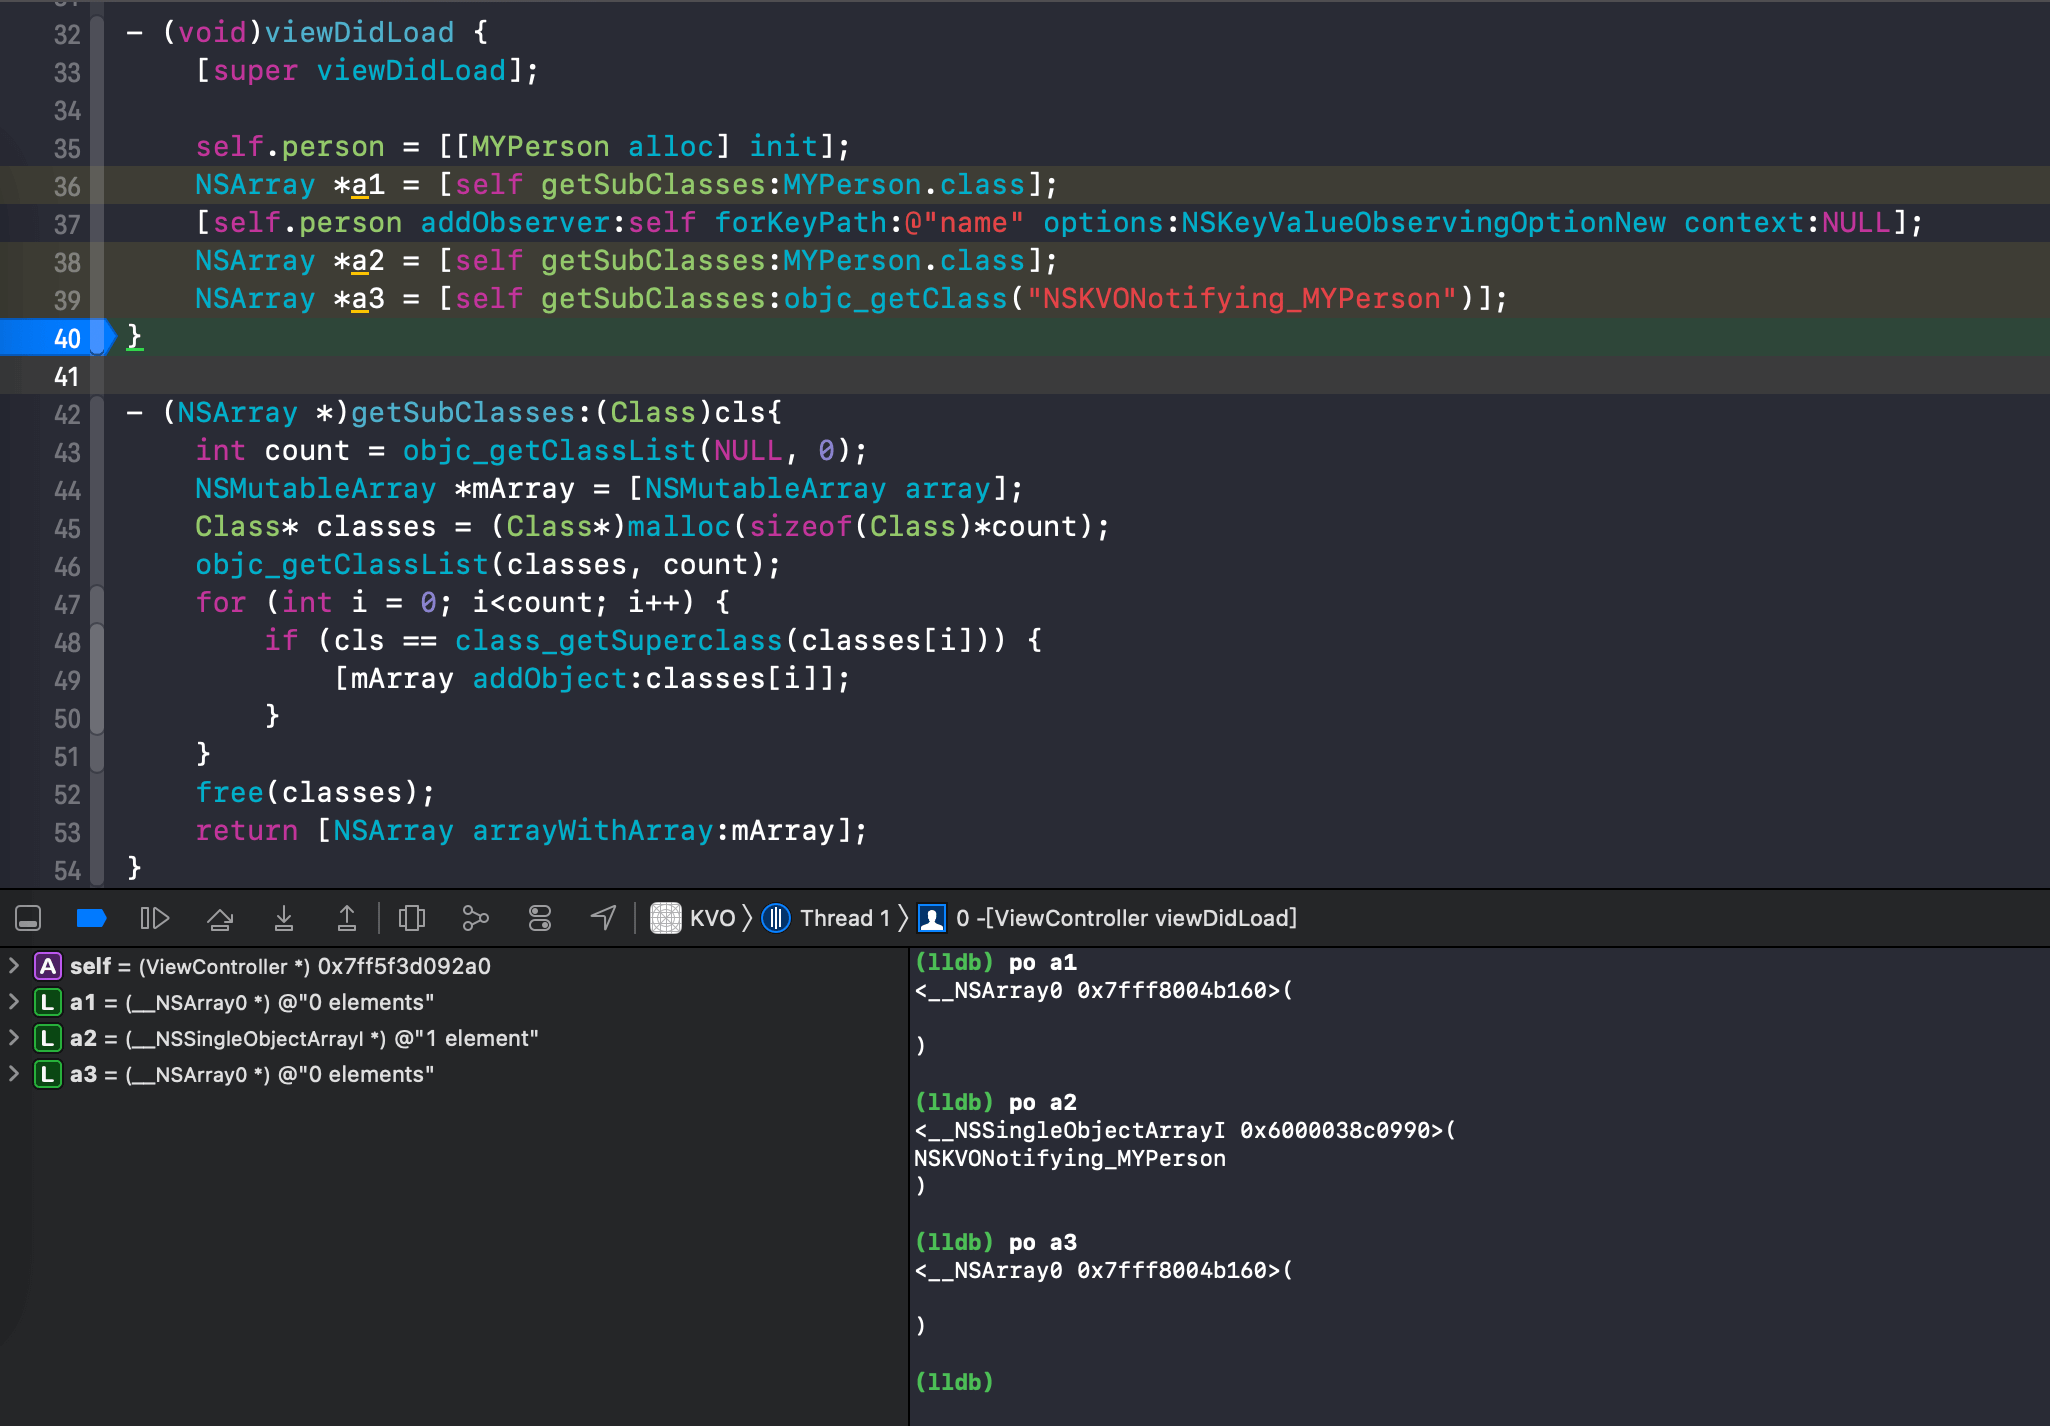 32 - (void)viewDidLoad {
33 [super viewDidLoad];
34
35 self.person = [[MYPerson alloc] init];
36 NSArray *a1 = [self getSubClasses:MYPerson.class];
37 [self.person addObserver:self forKeyPath:@"name" options:NSKeyValueObservingOptionNew context:NULL];
38 NSArray *a2 = [self getSubClasses:MYPerson.class];
39 NSArray *a3 = [self getSubClasses:objc_getClass("NSKVONotifying_MYPerson")];
40 }
41
42 - (NSArray *)getSubClasses:(Class)cls{
43 int count = objc_getClassList(NULL, 0);
44 NSMutableArray *mArray = [NSMutableArray array];
45 Class* classes = (Class*)malloc(sizeof(Class)*count);
46 objc_getClassList(classes, count);
47 for (int i = 0; i<count; i++) {
48 if (cls == class_getSuperclass(classes[i])) {
49 [mArray addObject:classes[i]];
50 }
51 }
52 free(classes);
53 return [NSArray arrayWithArray:mArray];
54 }
KVO Thread 1 0 -[ViewController viewDidLoad]
A self = (ViewController *) 0x7ff5f3d092a0
L a1 = (__NSArray0 *) @"0 elements"
L a2 = (__NSSingleObjectArrayI *) @"1 element"
L a3 = (__NSArray0 *) @"0 elements"
(lldb) po a1
<__NSArray0 0x7fff8004b160>(
)
(lldb) po a2
<__NSSingleObjectArrayI 0x6000038c0990>(
NSKVONotifying_MYPerson
)
(lldb) po a3
<__NSArray0 0x7fff8004b160>(
)
(lldb)